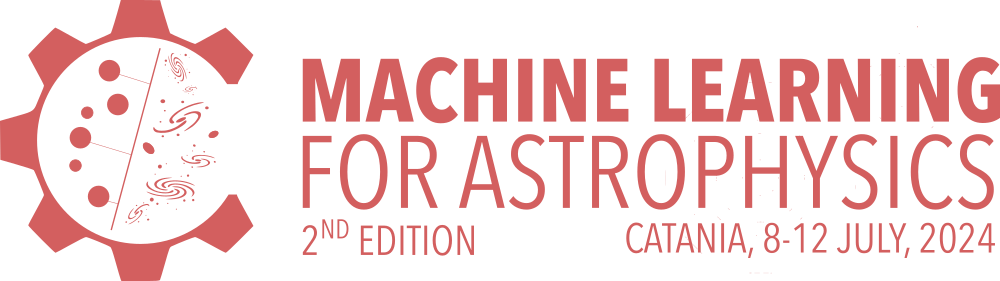 MACHINE LEARNING
FOR ASTROPHYSICS
2ND EDITION
CATANIA, 8-12 JULY, 2024